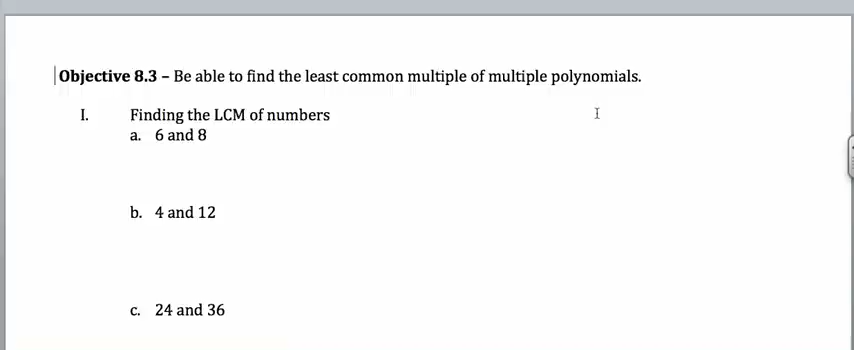 Objective 8.3 – Be able to find the least common multiple of multiple polynomials.
I. Finding the LCM of numbers
a. 6 and 8
b. 4 and 12
c. 24 and 36